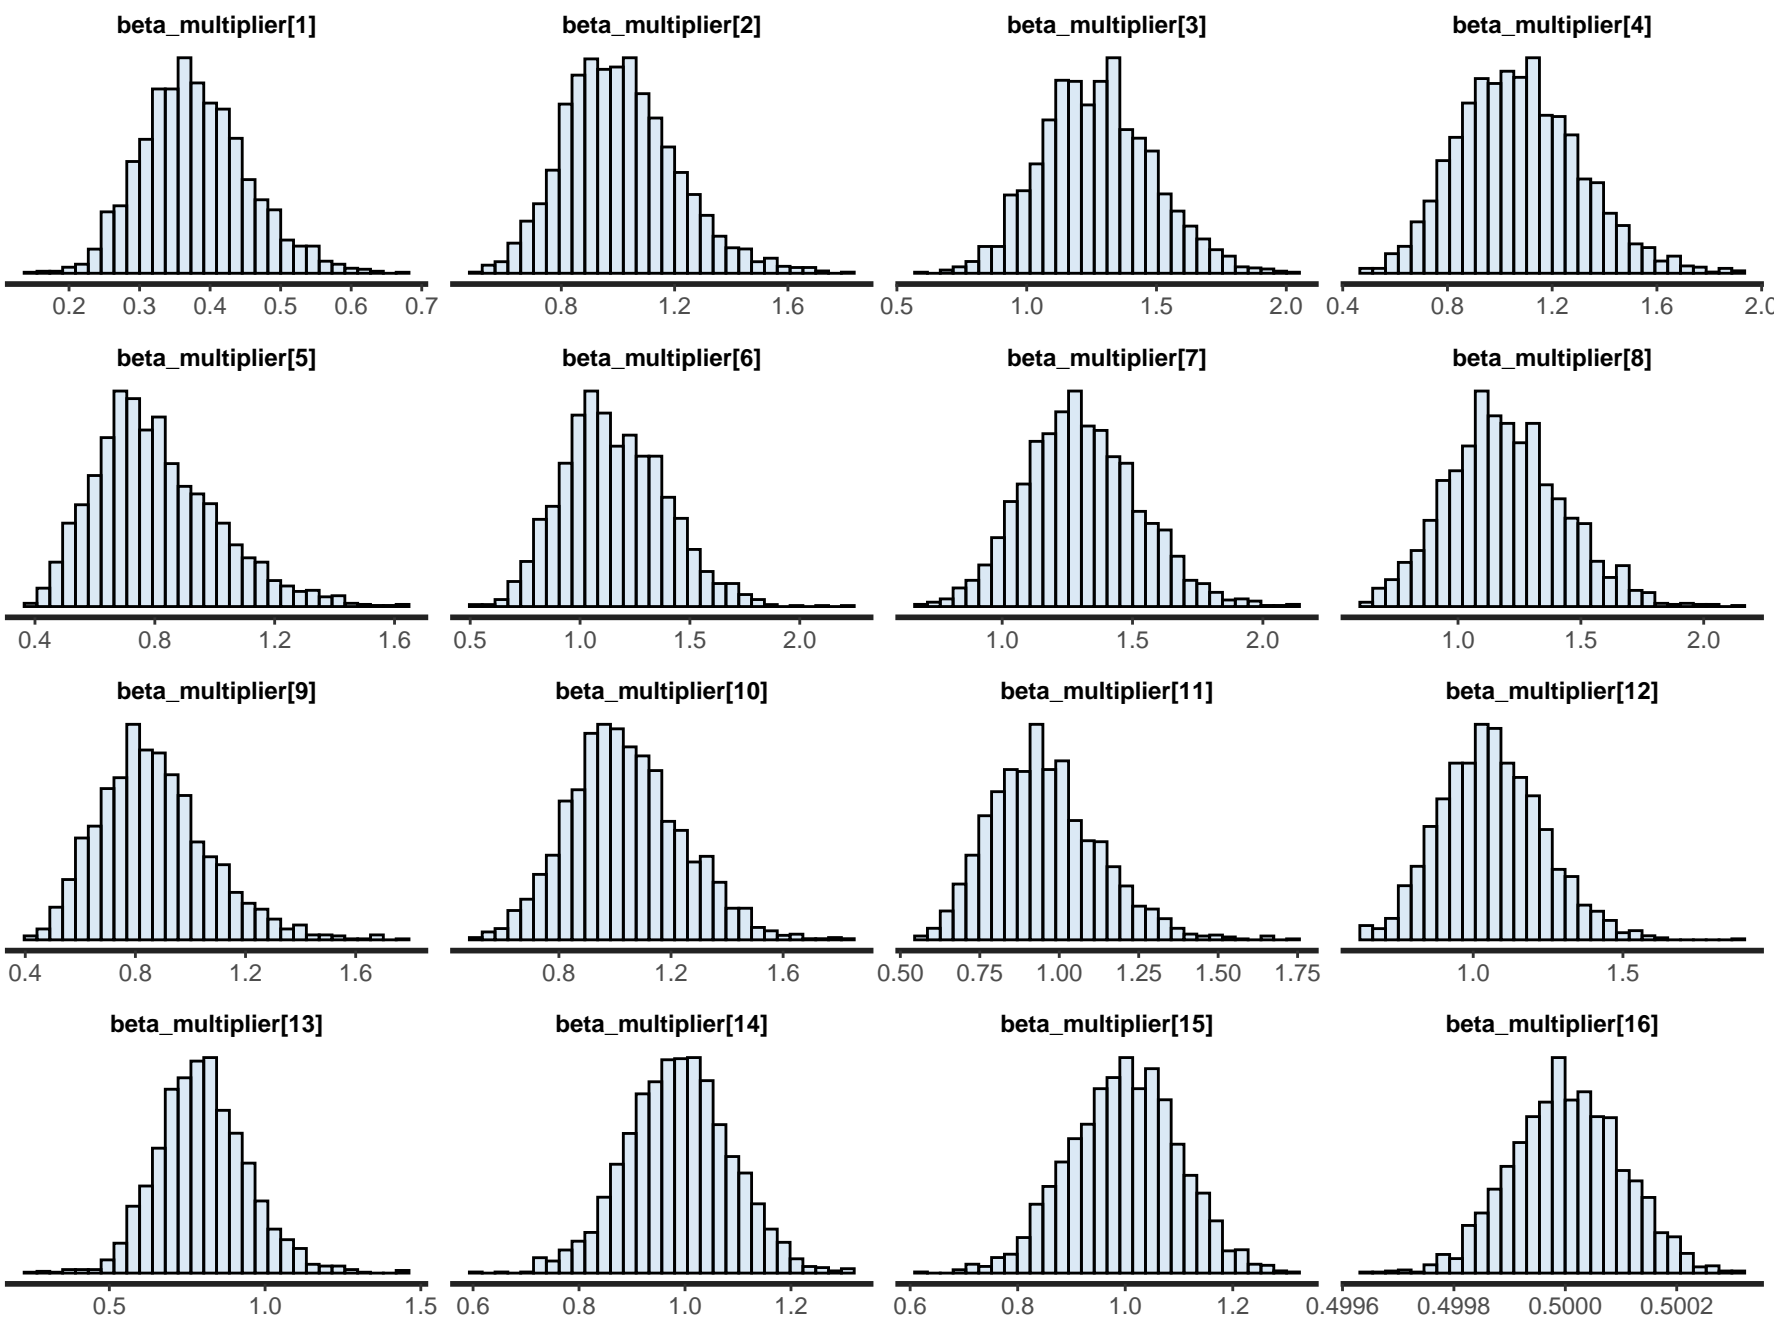 beta_multiplier[1] beta_multiplier[2] beta_multiplier[3] beta_multiplier[4]
0.2 0.3 0.4 0.5 0.6 0.7 0.8 1.2 1.6 0.5 1.0 1.5 2.0 0.4 0.8 1.2 1.6 2.0
beta_multiplier[5] beta_multiplier[6] beta_multiplier[7] beta_multiplier[8]
0.4 0.8 1.2 1.6 0.5 1.0 1.5 2.0 1.0 1.5 2.0 1.0 1.5 2.0
beta_multiplier[9] beta_multiplier[10] beta_multiplier[11] beta_multiplier[12]
0.4 0.8 1.2 1.6 0.8 1.2 1.6 0.50 0.75 1.00 1.25 1.50 1.75 1.0 1.5
beta_multiplier[13] beta_multiplier[14] beta_multiplier[15] beta_multiplier[16]
0.5 1.0 1.5 0.6 0.8 1.0 1.2 0.6 0.8 1.0 1.2 0.4996 0.4998 0.5000 0.5002